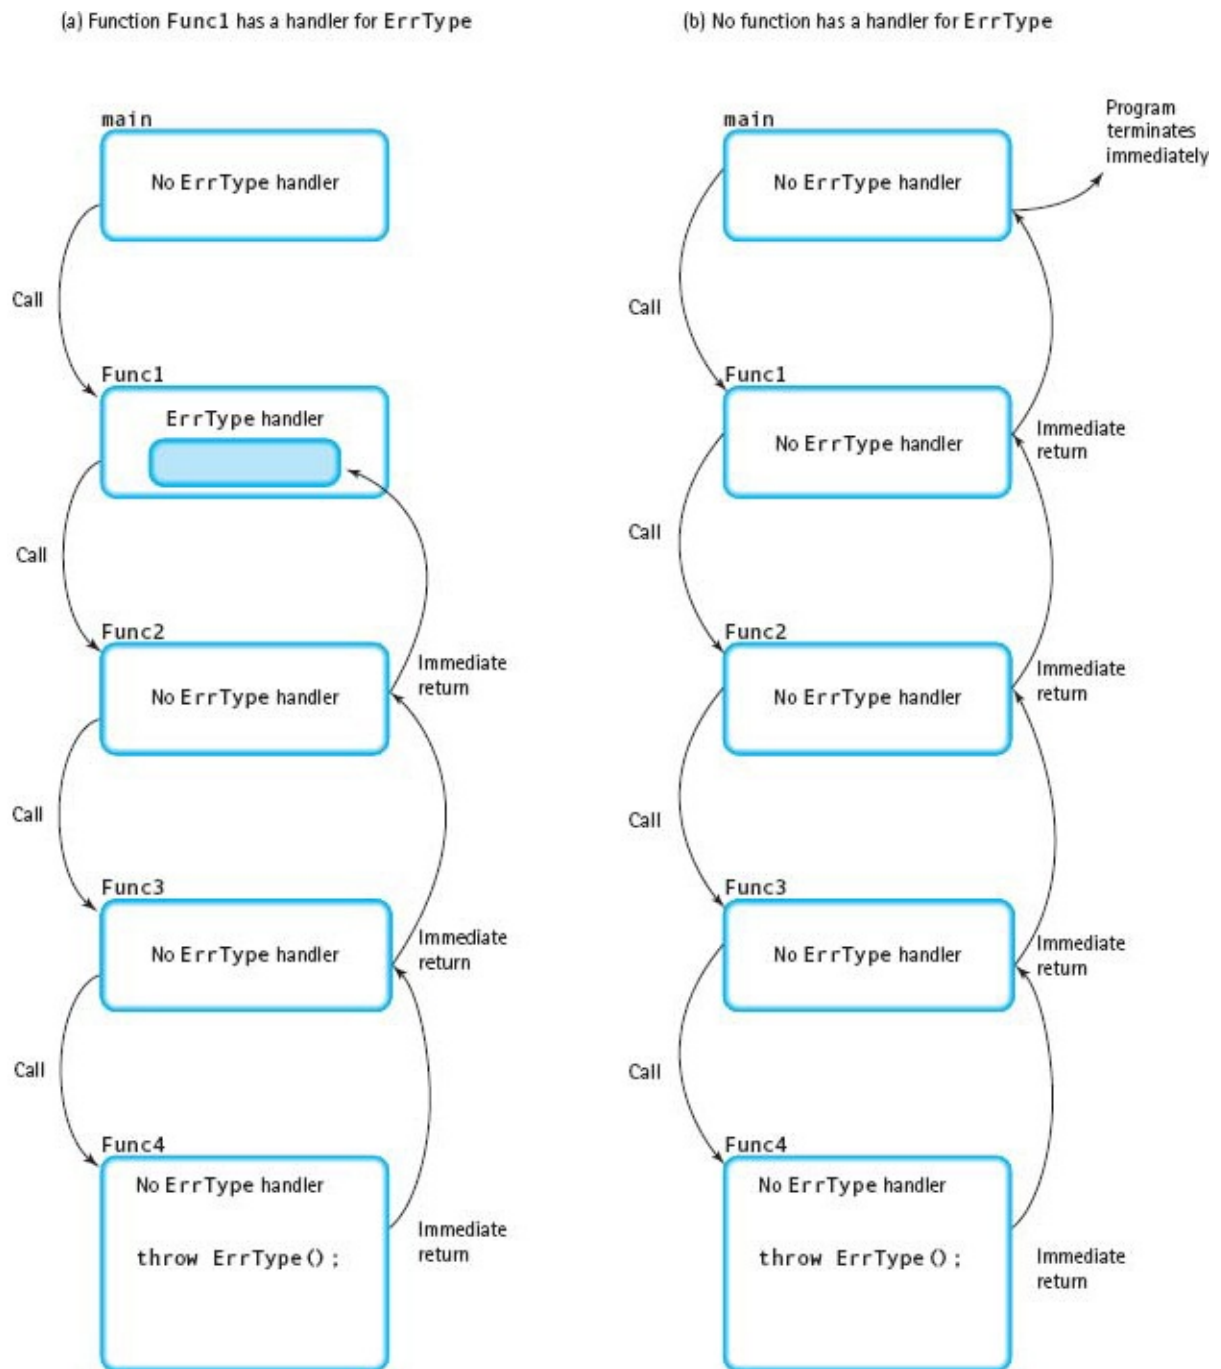 (a) Function Func1 has a handler for ErrType
main
No ErrType handler
Call
Func1
ErrType handler
Call
Func2
No ErrType handler
Immediate
return
Call
Func3
No ErrType handler
Immediate
return
Call
Func4
No ErrType handler
throw ErrType();
Immediate
return
(b) No function has a handler for ErrType
main
No ErrType handler
Program
terminates
immediately
Call
Func1
No ErrType handler
Immediate
return
Call
Func2
No ErrType handler
Immediate
return
Call
Func3
No ErrType handler
Immediate
return
Call
Func4
No ErrType handler
throw ErrType();
Immediate
return